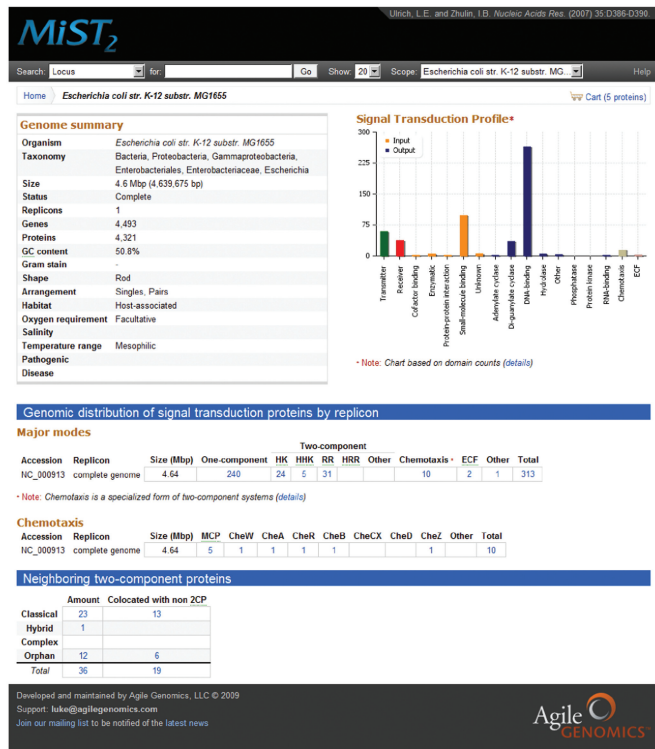 Ulrich, L.E. and Zhulin, I.B. Nucleic Acids Res. (2007) 35:D386-D390.
MiST2
Search: Locus for: Go Show: 20 Scope: Escherichia coli str. K-12 substr. MG... Help
Home Escherichia coli str. K-12 substr. MG1655 Cart (5 proteins)
Genome summary
Organism Escherichia coli str. K-12 substr. MG1655
Taxonomy Bacteria, Proteobacteria, Gammaproteobacteria,
Enterobacteriales, Enterobacteriaceae, Escherichia
Size 4.6 Mbp (4,639,675 bp)
Status Complete
Replicons 1
Genes 4,493
Proteins 4,321
GC content 50.8%
Gram stain -
Shape Rod
Arrangement Singles, Pairs
Habitat Host-associated
Oxygen requirement Facultative
Salinity
Temperature range Mesophilic
Pathogenic
Disease
Signal Transduction Profile*
300
225
150
75
0
Input
Output
Transmitter
Receiver
Cofactor binding
Enzymatic
Protein-protein interaction
Small-molecule binding
Unknown
Adenylate cyclase
Di-guanylate cyclase
DNA-binding
Hydrolase
Other
Phosphatase
Protein kinase
RNA-binding
Chemotaxis
ECF
* Note: Chart based on domain counts (details)
Genomic distribution of signal transduction proteins by replicon
Major modes
Two-component
Accession Replicon Size (Mbp) One-component HK HHK RR HRR Other Chemotaxis * ECF Other Total
NC_000913 complete genome 4.64 240 24 5 31 10 2 1 313
* Note: Chemotaxis is a specialized form of two-component systems (details)
Chemotaxis
Accession Replicon Size (Mbp) MCP CheW CheA CheR CheB CheCX CheD CheZ Other Total
NC_000913 complete genome 4.64 5 1 1 1 1 1 10
Neighboring two-component proteins
Amount Colocated with non 2CP
Classical 23 13
Hybrid 1
Complex
Orphan 12 6
Total 36 19
Developed and maintained by Agile Genomics, LLC © 2009
Support: luke@agilegenomics.com
Join our mailing list to be notified of the latest news
Agile
GENOMICS